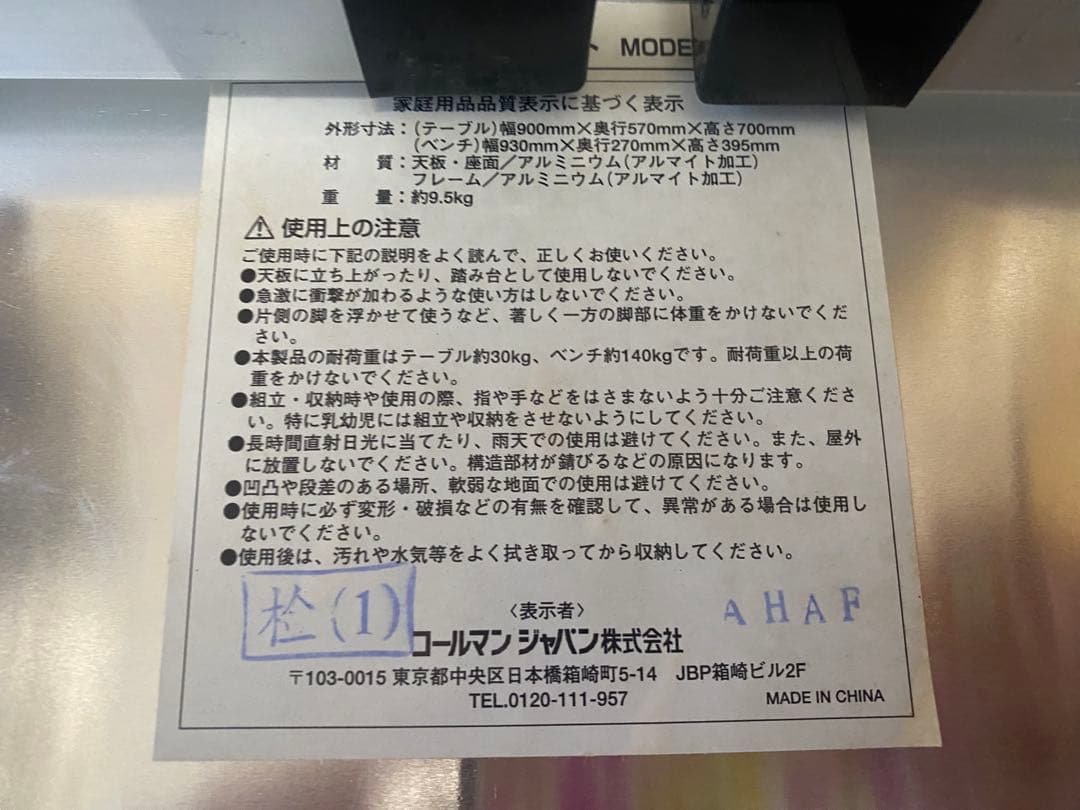 ト MODE
家庭用品品質表示に基づく表示
外形寸法：(テーブル)幅900mm×奥行570mm×高さ700mm
(ベンチ)幅930mm×奥行270mm×高さ395mm
材　質：天板・座面／アルミニウム(アルマイト加工)
フレーム／アルミニウム(アルマイト加工)
重　量：約9.5kg
⚠ 使用上の注意
ご使用時に下記の説明をよく読んで、正しくお使いください。
●天板に立ち上がったり、踏み台として使用しないでください。
●急激に衝撃が加わるような使い方はしないでください。
●片側の脚を浮かせて使うなど、著しく一方の脚部に体重をかけないでくだ
さい。
●本製品の耐荷重はテーブル約30kg、ベンチ約140kgです。耐荷重以上の荷
重をかけないでください。
●組立・収納時や使用の際、指や手などをはさまないよう十分ご注意くださ
い。特に乳幼児には組立や収納をさせないようにしてください。
●長時間直射日光に当てたり、雨天での使用は避けてください。また、屋外
に放置しないでください。構造部材が錆びるなどの原因になります。
●凹凸や段差のある場所、軟弱な地面での使用は避けてください。
●使用時に必ず変形・破損などの有無を確認して、異常がある場合は使用し
ないでください。
●使用後は、汚れや水気等をよく拭き取ってから収納してください。
检(1)
〈表示者〉
AHAF
コールマン ジャパン株式会社
〒103-0015 東京都中央区日本橋箱崎町5-14　JBP箱崎ビル2F
TEL.0120-111-957
MADE IN CHINA